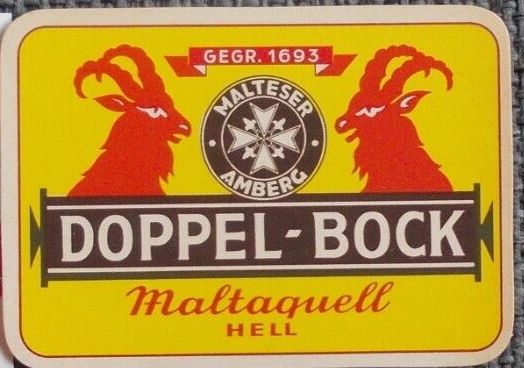 GEGR. 1693
MALTESER
AMBERG
DOPPEL-BOCK
Maltaquell
HELL